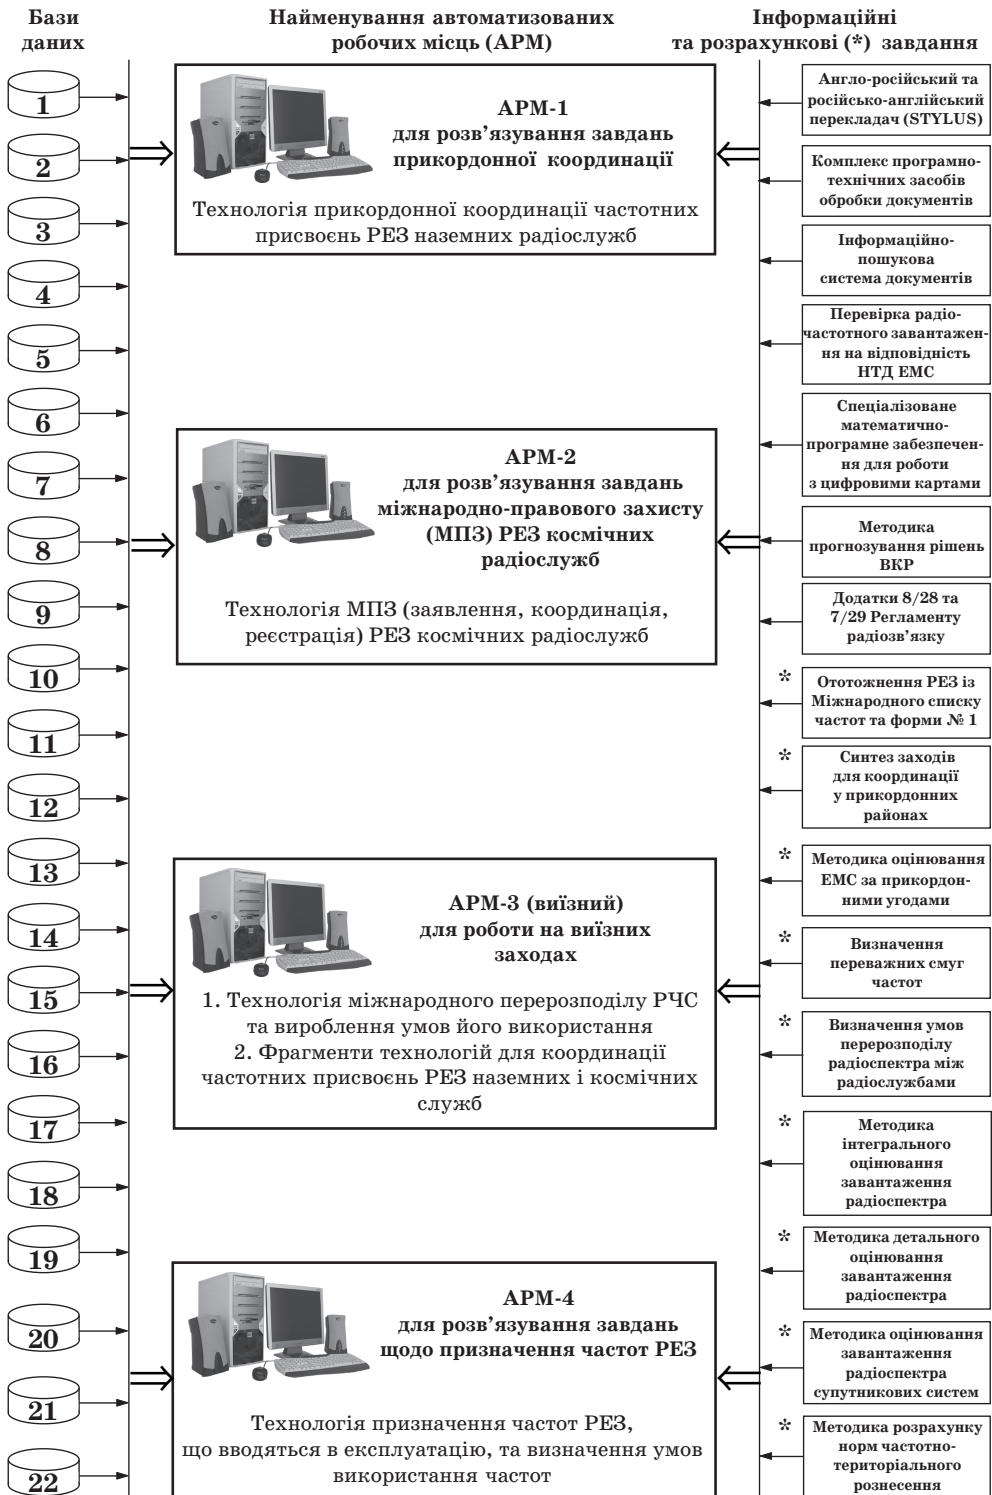 Бази
даних
Найменування автоматизованих
робочих місць (АРМ)
Інформаційні
та розрахункові (*) завдання
1
2
3
4
5
6
7
8
9
10
11
12
13
14
15
16
17
18
19
20
21
22
АРМ-1
для розв'язування завдань
прикордонної координації
Технологія прикордонної координації частотних
присвоєнь РЕЗ наземних радіослужб
АРМ-2
для розв'язування завдань
міжнародно-правового захисту
(МПЗ) РЕЗ космічних
радіослужб
Технологія МПЗ (заявлення, координація,
реєстрація) РЕЗ космічних радіослужб
АРМ-3 (виїзний)
для роботи на виїзних
заходах
1. Технологія міжнародного перерозподілу РЧС
та вироблення умов його використання
2. Фрагменти технологій для координації
частотних присвоєнь РЕЗ наземних і космічних
служб
АРМ-4
для розв'язування завдань
щодо призначення частот РЕЗ
Технологія призначення частот РЕЗ,
що вводяться в експлуатацію, та визначення умов
використання частот
Англо-російський та
російсько-англійський
перекладач (STYLUS)
Комплекс програмно-
технічних засобів
обробки документів
Інформаційно-
пошукова
система документів
Перевірка радіо-
частотного завантажен-
ня на відповідність
НТД ЕМС
Спеціалізоване
математично-
програмне забезпечен-
ня для роботи
з цифровими картами
Методика
прогнозування рішень
ВКР
Додатки 8/28 та
7/29 Регламенту
радіозв'язку
*
Ототожнення РЕЗ із
Міжнародного списку
частот та форми № 1
*
Синтез заходів
для координації
у прикордонних
районах
*
Методика оцінювання
ЕМС за прикордон-
ними угодами
*
Визначення
переважних смуг
частот
*
Визначення умов
перерозподілу
радіоспектра між
радіослужбами
*
Методика
інтегрального
оцінювання
завантаження
радіоспектра
*
Методика детального
оцінювання
завантаження
радіоспектра
*
Методика оцінювання
завантаження
радіоспектра
супутникових систем
*
Методика розрахунку
норм частотно-
територіального
рознесення